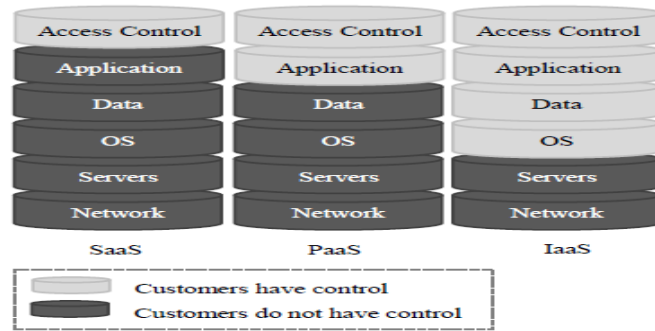 Access Control Access Control Access Control
Application Application Application
Data Data Data
OS OS OS
Servers Servers Servers
Network Network Network
SaaS PaaS IaaS
Customers have control
Customers do not have control